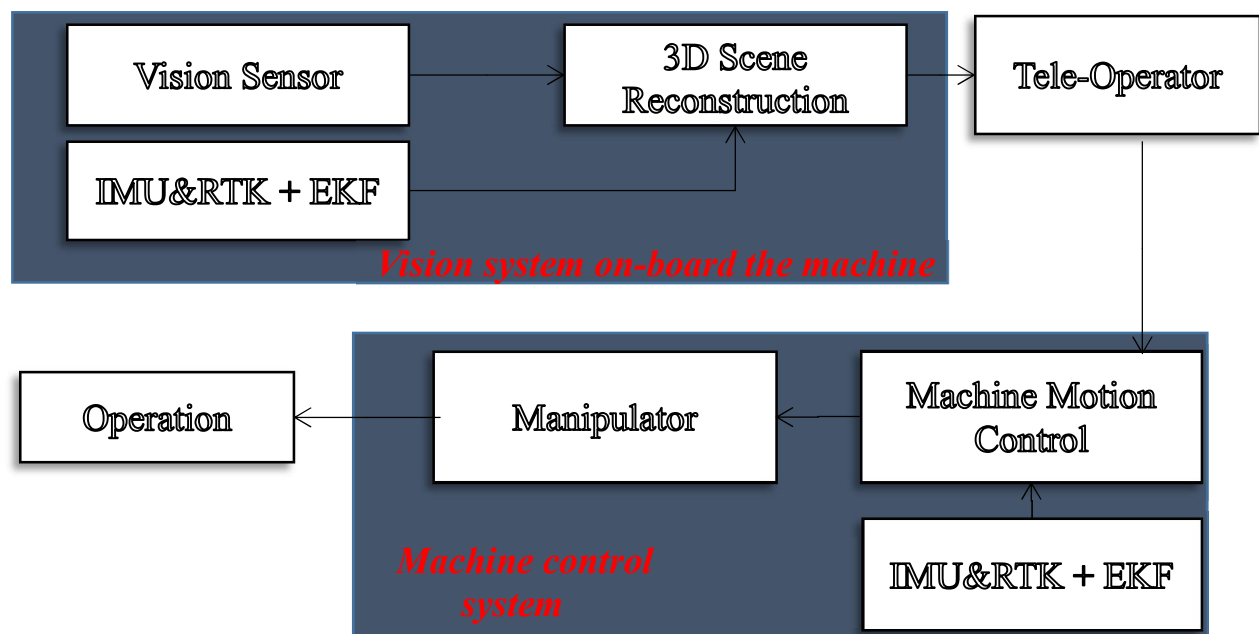 Vision Sensor
3D Scene
Reconstruction
Tele-Operator
IMU&RTK + EKF
Vision system on-board the machine
Operation
Manipulator
Machine Motion
Control
Machine control
system
IMU&RTK + EKF